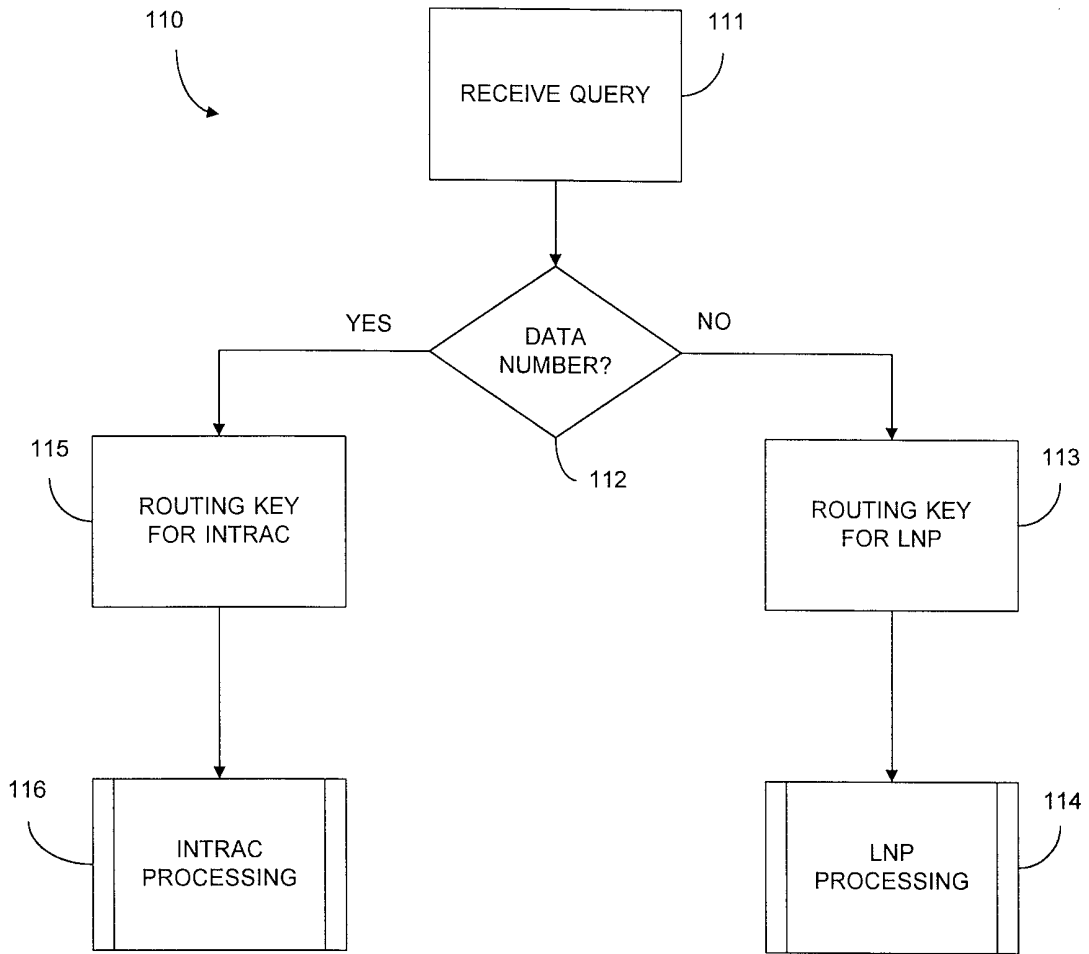 110
111
RECEIVE QUERY
YES
NO
DATA
NUMBER?
112
115
ROUTING KEY
FOR INTRAC
113
ROUTING KEY
FOR LNP
116
INTRAC
PROCESSING
114
LNP
PROCESSING